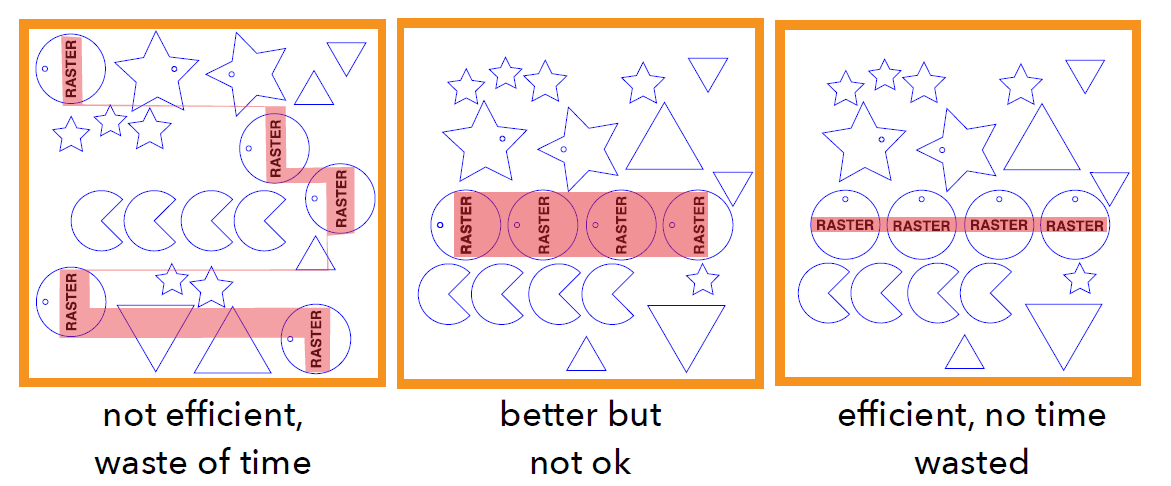 RASTER
RASTER
RASTER
RASTER
RASTER
not efficient,
waste of time
RASTER
RASTER
RASTER
RASTER
better but
not ok
RASTER
RASTER
RASTER
RASTER
efficient, no time
wasted